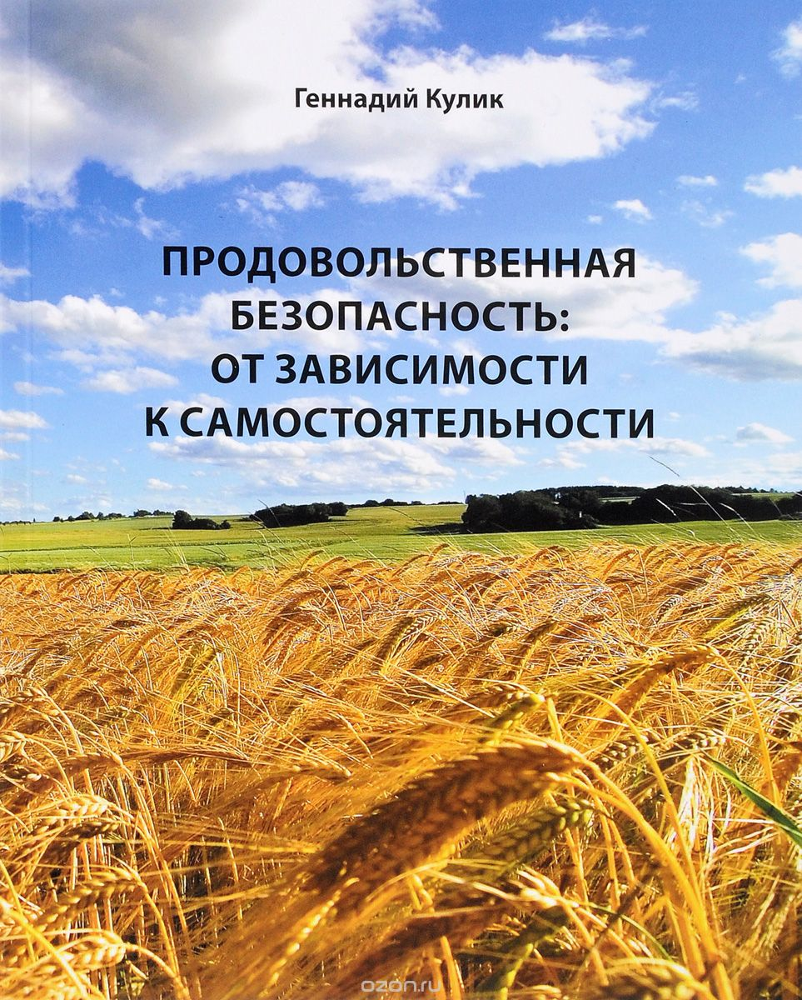 Геннадий Кулик
ПРОДОВОЛЬСТВЕННАЯ
БЕЗОПАСНОСТЬ:
ОТ ЗАВИСИМОСТИ
К САМОСТОЯТЕЛЬНОСТИ
ozon.ru